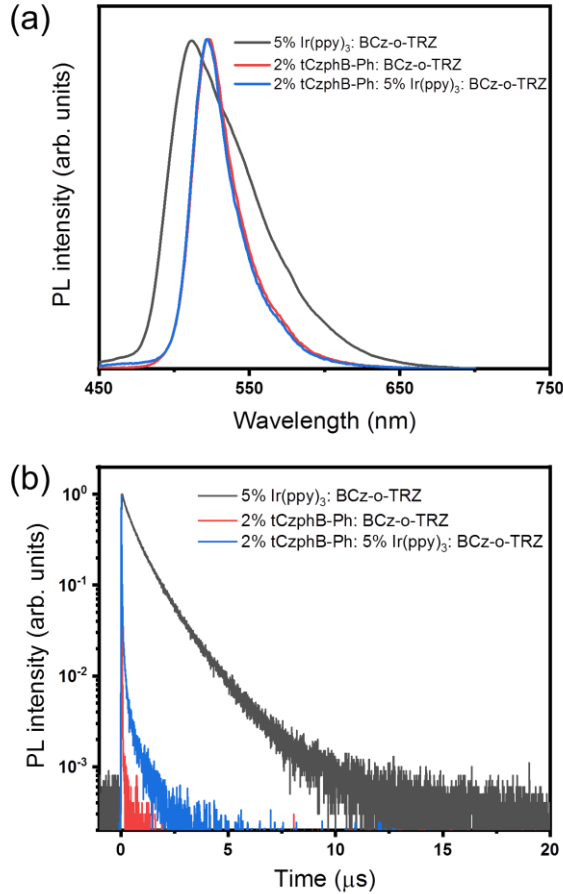 (a)
5% Ir(ppy)₃: BCz-o-TRZ
2% tCzphB-Ph: BCz-o-TRZ
2% tCzphB-Ph: 5% Ir(ppy)₃: BCz-o-TRZ
PL intensity (arb. units)
450 550 650 750
Wavelength (nm)
(b)
5% Ir(ppy)₃: BCz-o-TRZ
2% tCzphB-Ph: BCz-o-TRZ
2% tCzphB-Ph: 5% Ir(ppy)₃: BCz-o-TRZ
PL intensity (arb. units)
10⁰
10⁻¹
10⁻²
10⁻³
0 5 10 15 20
Time (μs)